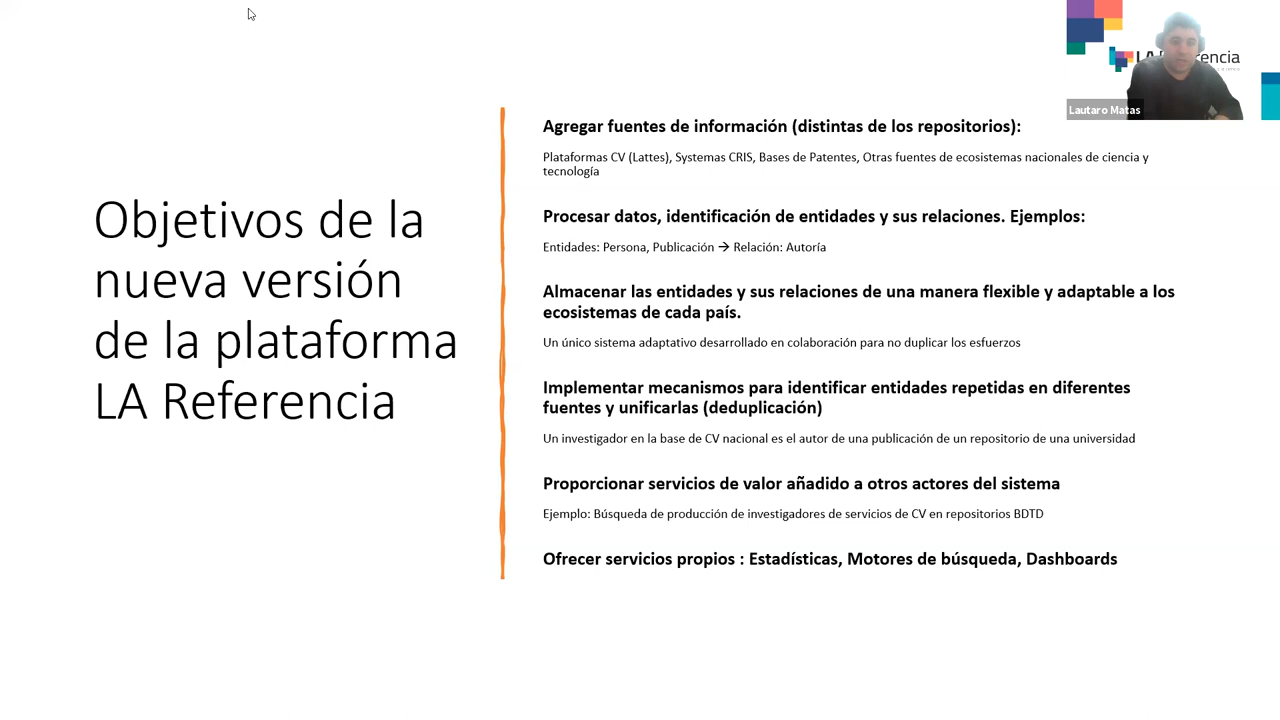 LA
rencia
Lautaro Matas
Objetivos de la
nueva versión
de la plataforma
LA Referencia
Agregar fuentes de información (distintas de los repositorios):
Plataformas CV (Lattes), Systemas CRIS, Bases de Patentes, Otras fuentes de ecosistemas nacionales de ciencia y
tecnología
Procesar datos, identificación de entidades y sus relaciones. Ejemplos:
Entidades: Persona, Publicación → Relación: Autoría
Almacenar las entidades y sus relaciones de una manera flexible y adaptable a los
ecosistemas de cada país.
Un único sistema adaptativo desarrollado en colaboración para no duplicar los esfuerzos
Implementar mecanismos para identificar entidades repetidas en diferentes
fuentes y unificarlas (deduplicación)
Un investigador en la base de CV nacional es el autor de una publicación de un repositorio de una universidad
Proporcionar servicios de valor añadido a otros actores del sistema
Ejemplo: Búsqueda de producción de investigadores de servicios de CV en repositorios BDTD
Ofrecer servicios propios : Estadísticas, Motores de búsqueda, Dashboards